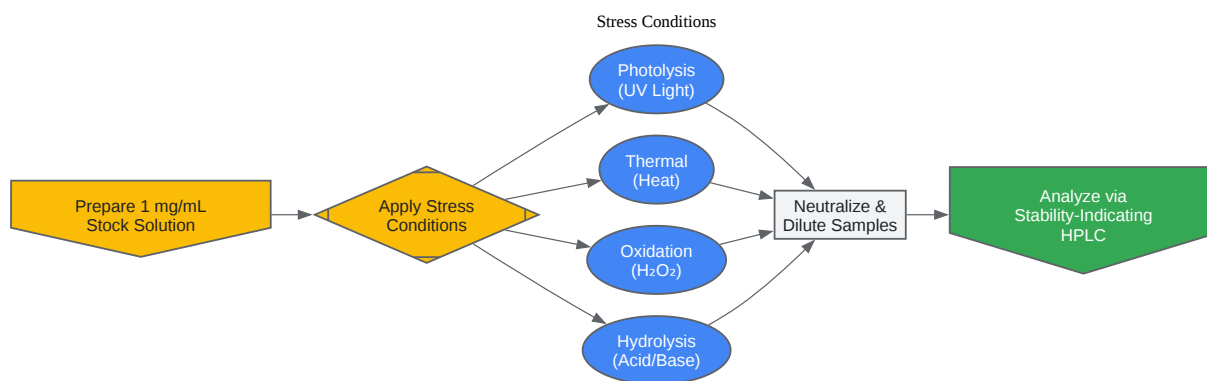 Stress Conditions
Photolysis
(UV Light)
Thermal
(Heat)
Prepare 1 mg/mL
Stock Solution
Apply Stress
Conditions
Neutralize &
Dilute Samples
Analyze via
Stability-Indicating
HPLC
Oxidation
(H₂O₂)
Hydrolysis
(Acid/Base)